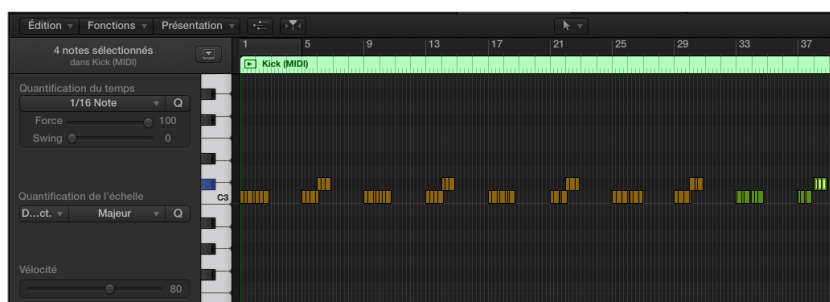 Édition Fonctions Présentation
4 notes sélectionnés
dans Kick (MIDI)
1 5 9 13 17 21 25 29 33 37
Kick (MIDI)
Quantification du temps
1/16 Note Q
Force 100
Swing 0
C3
Quantification de l'échelle
D...ct. Majeur Q
Vélocité
80